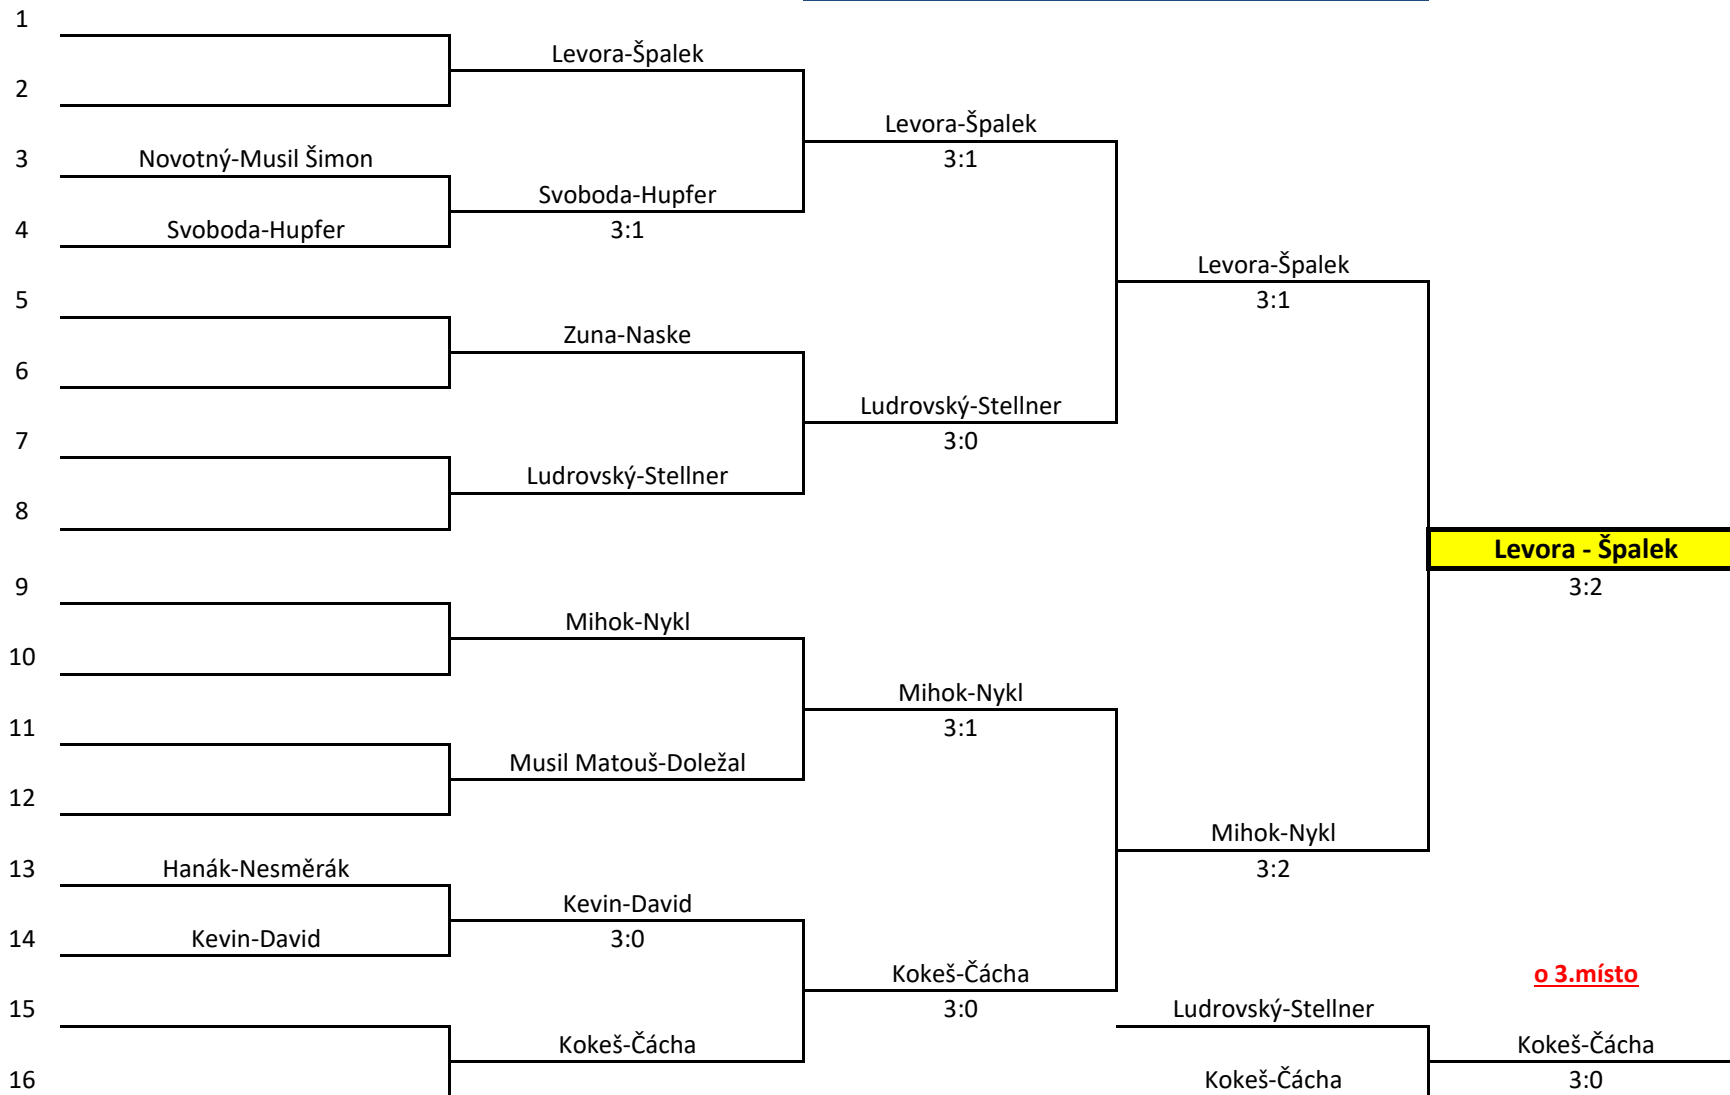 1
Levora-Špalek
2
Levora-Špalek
3 Novotný-Musil Šimon
3:1
Svoboda-Hupfer
4 Svoboda-Hupfer
3:1
Levora-Špalek
5
3:1
Zuna-Naske
6
Ludrovský-Stellner
7
3:0
Ludrovský-Stellner
8
Levora - Špalek
9
3:2
Mihok-Nykl
10
Mihok-Nykl
11
3:1
Musil Matouš-Doležal
12
Mihok-Nykl
13 Hanák-Nesměrák
3:2
Kevin-David
14 Kevin-David
3:0
Kokeš-Čácha
o 3.místo
15
3:0
Ludrovský-Stellner
Kokeš-Čácha
Kokeš-Čácha
16
Kokeš-Čácha
3:0